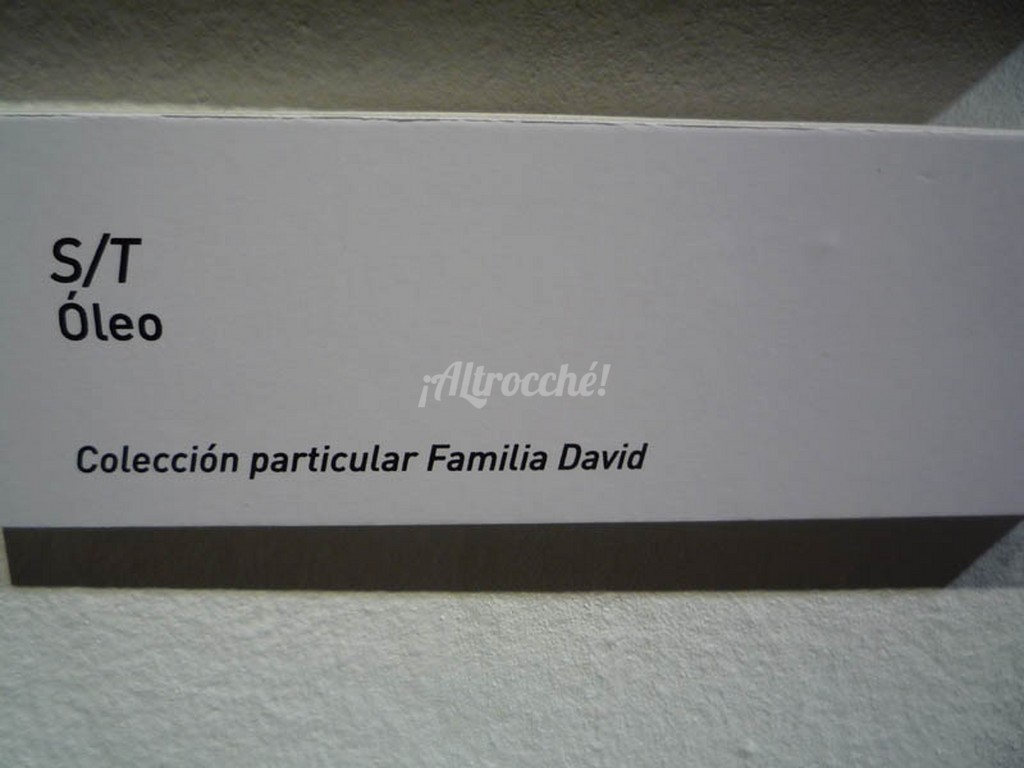 S/T
Óleo
¡Altrocché!
Colección particular Familia David